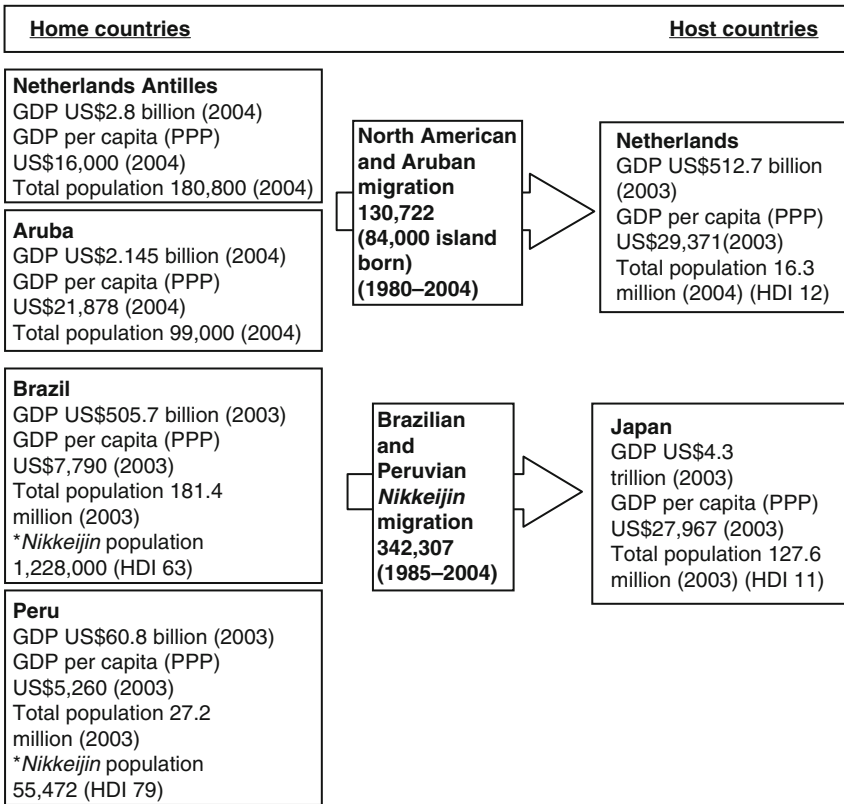 Home countries
Host countries
Netherlands Antilles
GDP US$2.8 billion (2004)
GDP per capita (PPP)
US$16,000 (2004)
Total population 180,800 (2004)
Aruba
GDP US$2.145 billion (2004)
GDP per capita (PPP)
US$21,878 (2004)
Total population 99,000 (2004)
North American
and Aruban
migration
130,722
(84,000 island
born)
(1980–2004)
Netherlands
GDP US$512.7 billion
(2003)
GDP per capita (PPP)
US$29,371(2003)
Total population 16.3
million (2004) (HDI 12)
Brazil
GDP US$505.7 billion (2003)
GDP per capita (PPP)
US$7,790 (2003)
Total population 181.4
million (2003)
*Nikkeijin population
1,228,000 (HDI 63)
Peru
GDP US$60.8 billion (2003)
GDP per capita (PPP)
US$5,260 (2003)
Total population 27.2
million (2003)
*Nikkeijin population
55,472 (HDI 79)
Brazilian
and
Peruvian
Nikkeijin
migration
342,307
(1985–2004)
Japan
GDP US$4.3
trillion (2003)
GDP per capita (PPP)
US$27,967 (2003)
Total population 127.6
million (2003) (HDI 11)